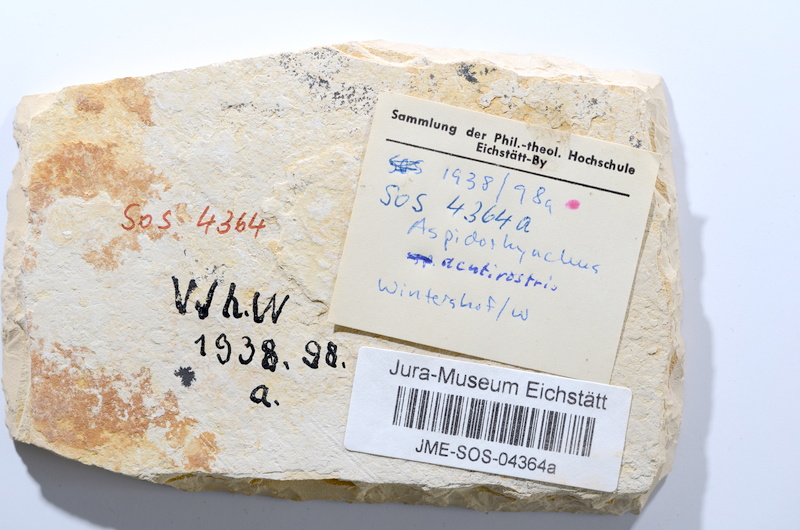 Sammlung der Phil.-theol. Hochschule
Eichstätt-By
1938/98a
SOS 4364a
Aspidorhynchus
acutirostris
Wintershof/W
SOS 4364
Wh.W
1938. 98.
a.
Jura-Museum Eichstätt
JME-SOS-04364a